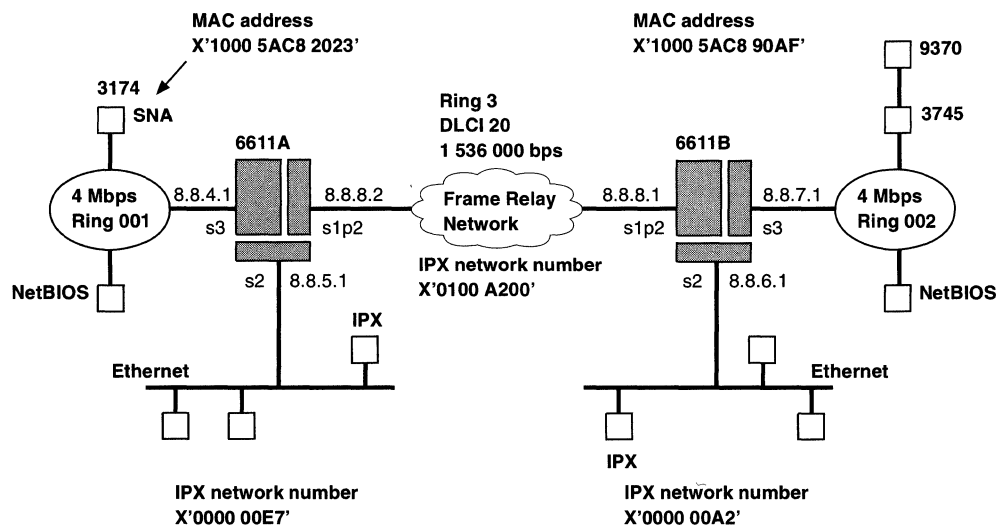 MAC address
X'1000 5AC8 2023'
MAC address
X'1000 5AC8 90AF'
9370
3174
SNA
3745
Ring 3
DLCI 20
1 536 000 bps
6611A
6611B
4 Mbps
Ring 001
8.8.4.1
s3
8.8.8.2
s1p2
Frame Relay
Network
8.8.8.1
s1p2
8.8.7.1
s3
4 Mbps
Ring 002
IPX network number
X'0100 A200'
s2
8.8.5.1
s2
8.8.6.1
NetBIOS
NetBIOS
IPX
Ethernet
Ethernet
IPX
IPX network number
X'0000 00E7'
IPX network number
X'0000 00A2'